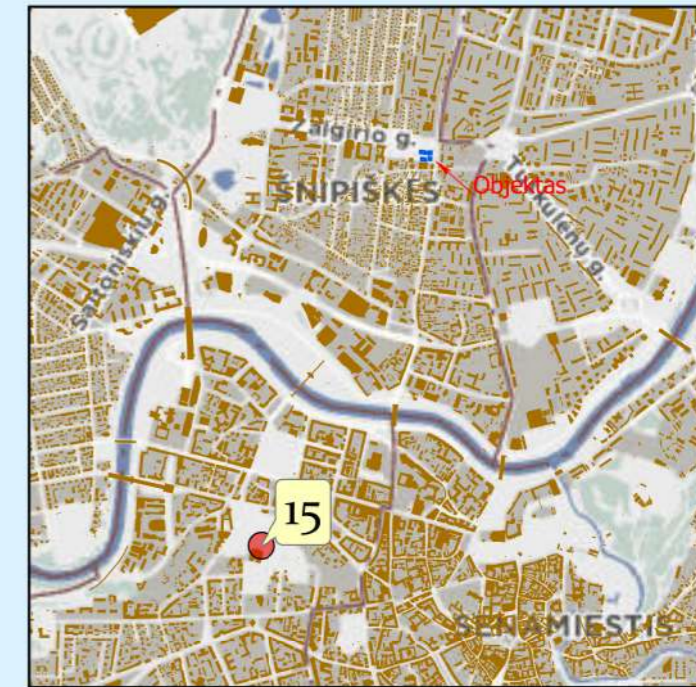 Žalgirio g.
Objektas
ŠNIPIŠKĖS
Tuskulėnų g.
Saltoniškių g.
15
SENAMIESTIS